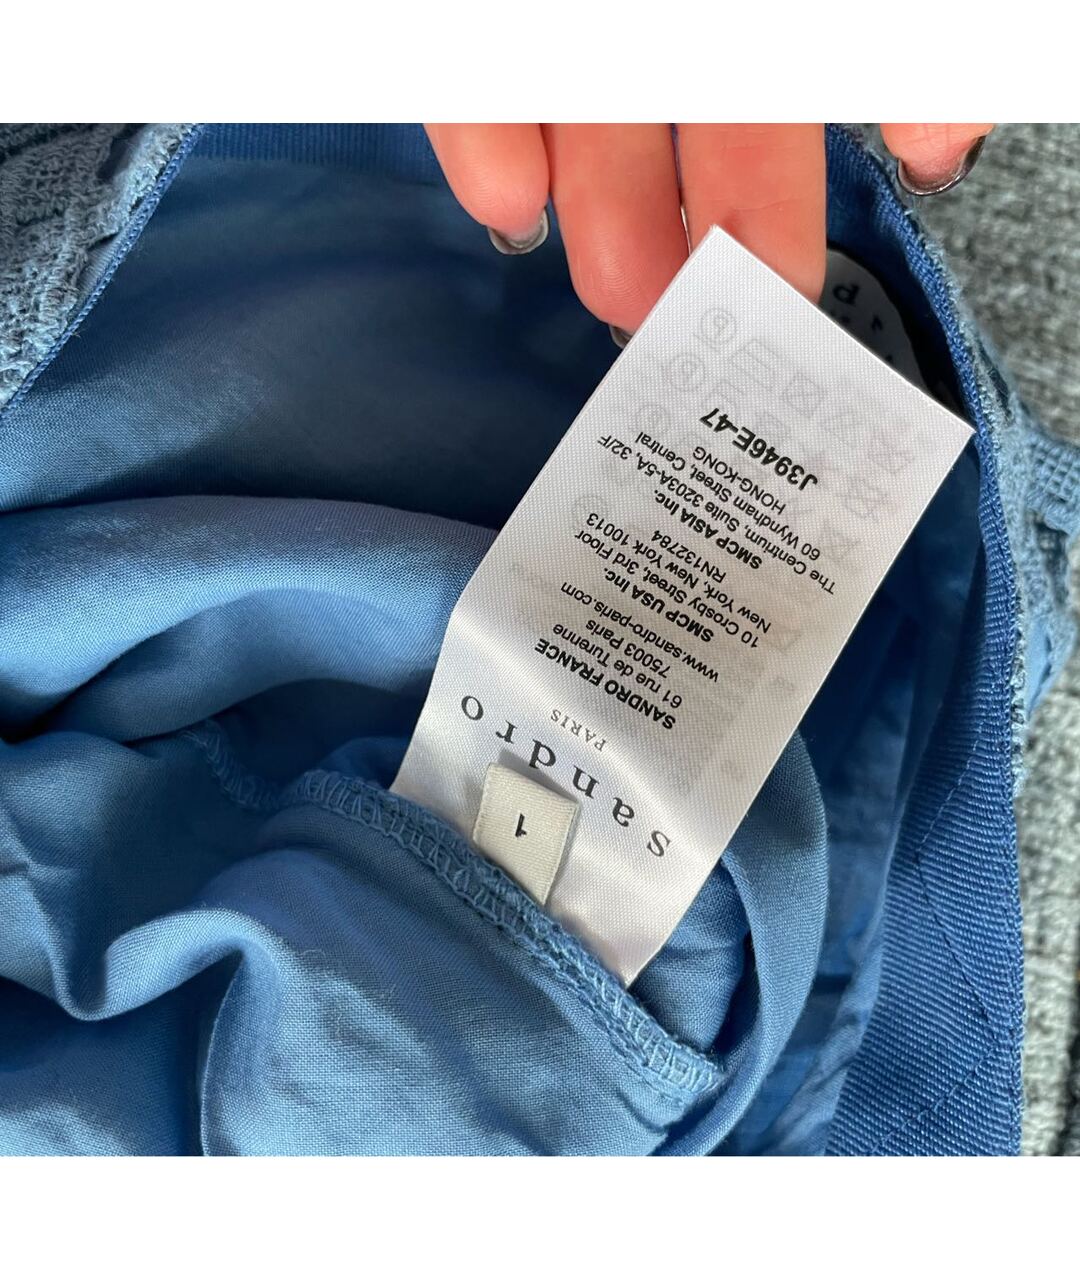 1
sandro
PARIS
SANDRO FRANCE
61 rue de Turenne
75003 Paris
www.sandro-paris.com
SMCP USA Inc.
10 Crosby Street, 3rd Floor
New York, New York 10013
RN132784
SMCP ASIA Inc.
The Centrium, Suite 3203A-5A, 32/F
60 Wyndham Street, Central
HONG-KONG
J3946E-47